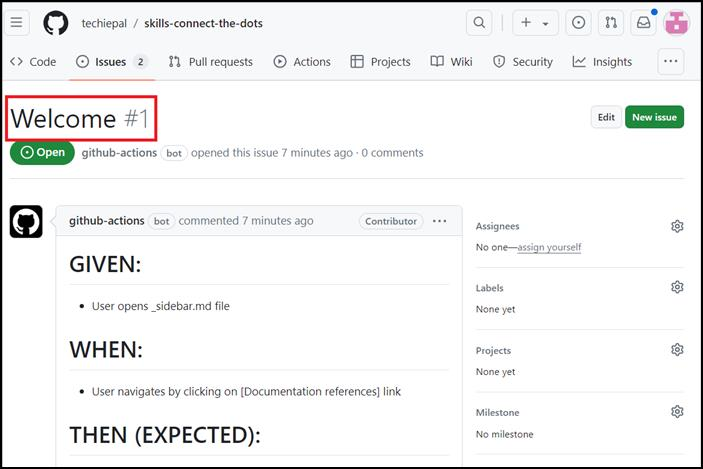 techiepal / skills-connect-the-dots
Code Issues 2 Pull requests Actions Projects Wiki Security Insights
Welcome #1
Edit New issue
Open github-actions bot opened this issue 7 minutes ago · 0 comments
github-actions bot commented 7 minutes ago Contributor
GIVEN:
• User opens _sidebar.md file
WHEN:
• User navigates by clicking on [Documentation references] link
THEN (EXPECTED):
Assignees
No one—assign yourself
Labels
None yet
Projects
None yet
Milestone
No milestone